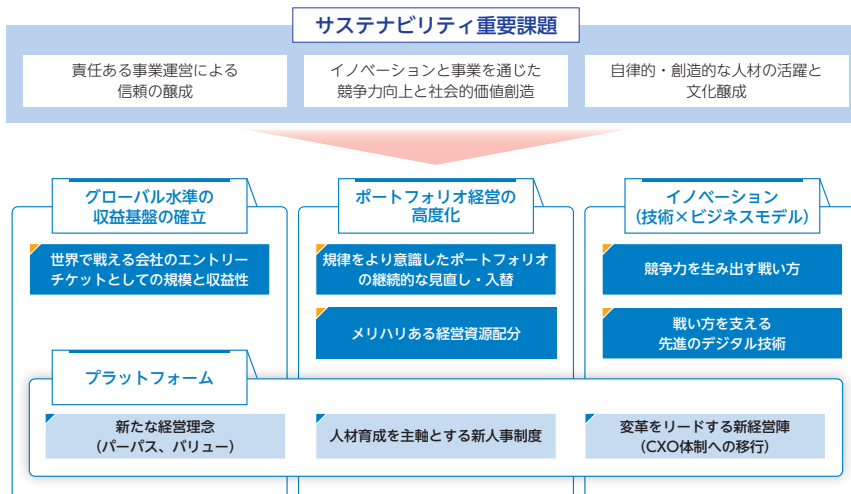 サステナビリティ重要課題
責任ある事業運営による
信頼の醸成
イノベーションと事業を通じた
競争力向上と社会的価値創造
自律的・創造的な人材の活躍と
文化醸成
グローバル水準の
収益基盤の確立
世界で戦える会社のエントリー
チケットとしての規模と収益性
ポートフォリオ経営の
高度化
規律をより意識したポートフォリオ
の継続的な見直し・入替
メリハリある経営資源配分
イノベーション
(技術×ビジネスモデル)
競争力を生み出す戦い方
戦い方を支える
先進のデジタル技術
プラットフォーム
新たな経営理念
(パーパス、バリュー)
人材育成を主軸とする新人事制度
変革をリードする新経営陣
(CXO体制への移行)